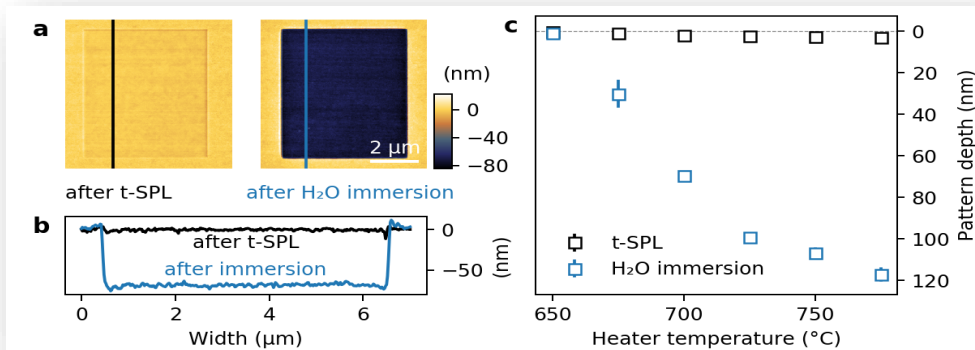 a
(nm)
0
−40
−80
2 μm
after t-SPL
after H₂O immersion
b
after t-SPL
after immersion
0
−50
(nm)
0 2 4 6
Width (μm)
c
t-SPL
H₂O immersion
0
20
40
60
80
100
120
Pattern depth (nm)
650 700 750
Heater temperature (°C)